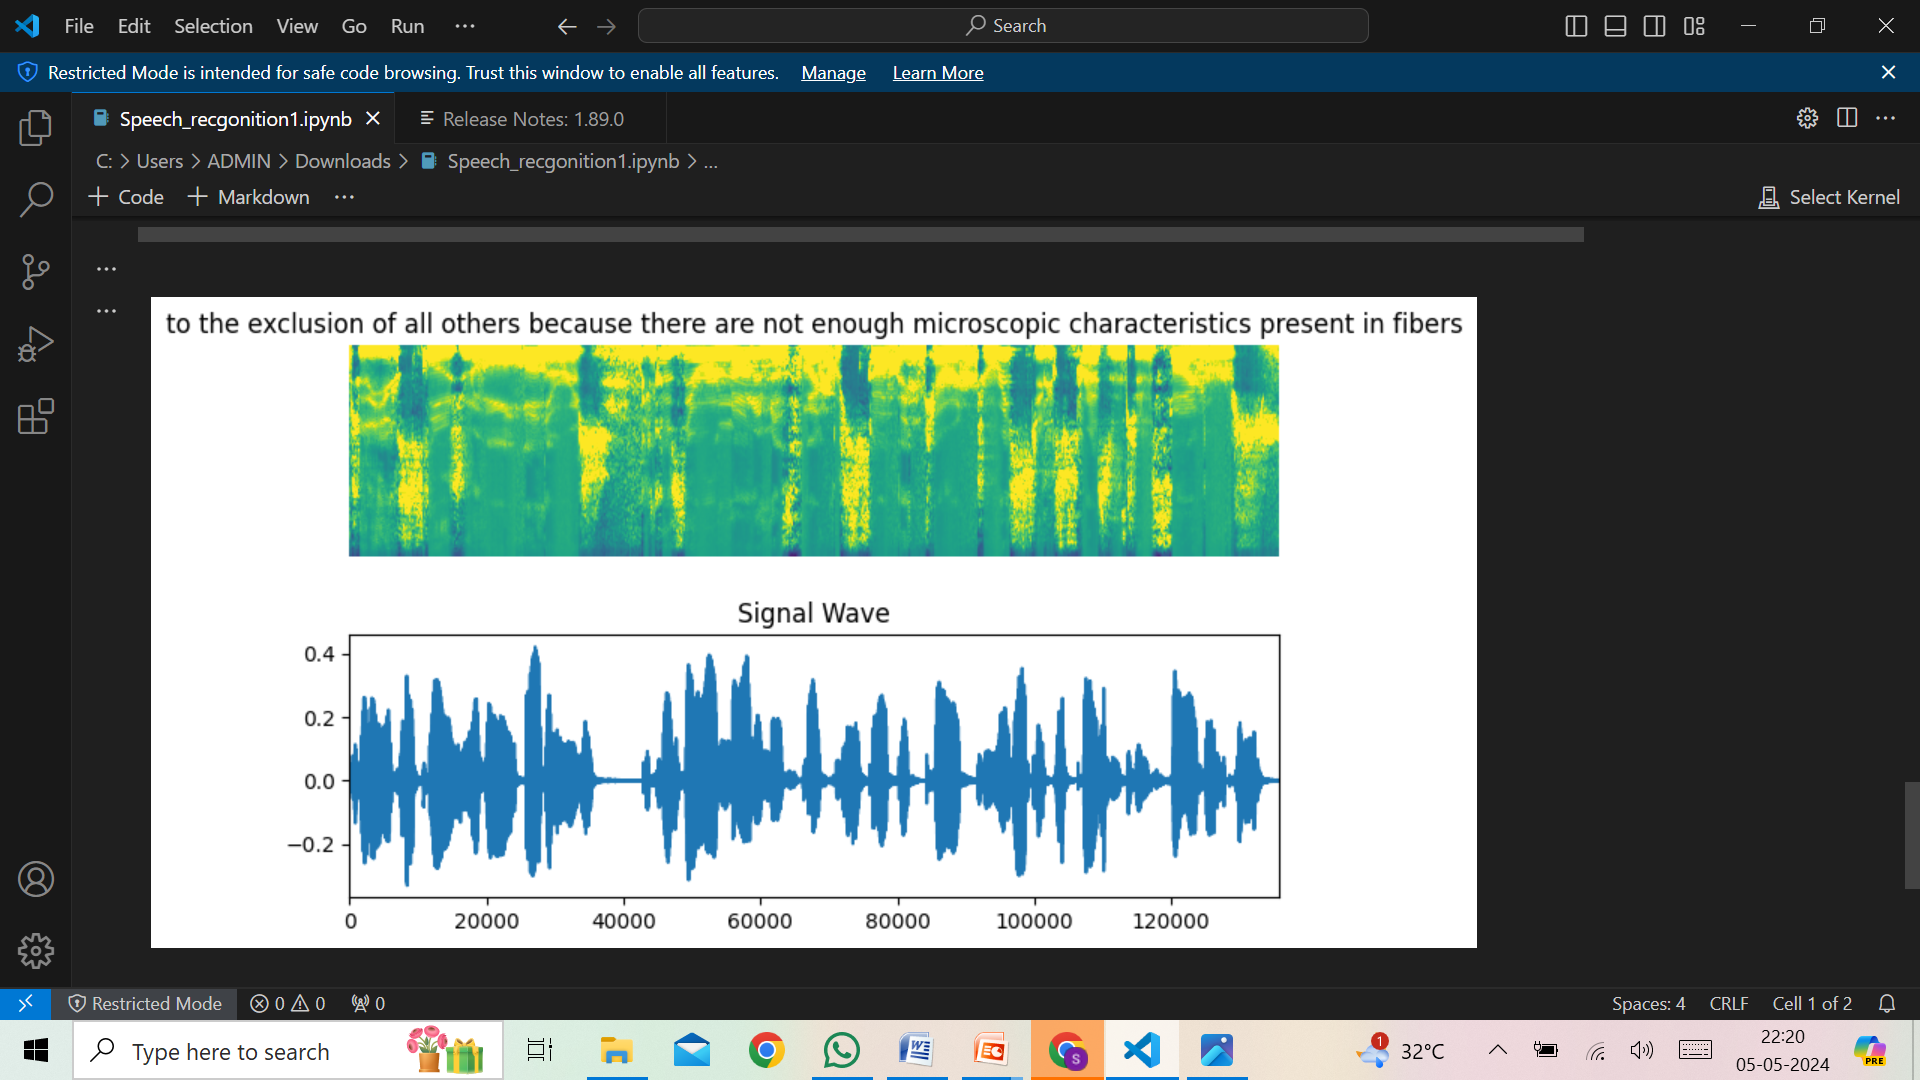 File Edit Selection View Go Run ··· Search
Restricted Mode is intended for safe code browsing. Trust this window to enable all features. Manage Learn More
Speech_recgonition1.ipynb Release Notes: 1.89.0
C: > Users > ADMIN > Downloads > Speech_recgonition1.ipynb > ...
+ Code + Markdown ··· Select Kernel
to the exclusion of all others because there are not enough microscopic characteristics present in fibers
Signal Wave
0.4
0.2
0.0
−0.2
0 20000 40000 60000 80000 100000 120000
Restricted Mode 0 0 0 Spaces: 4 CRLF Cell 1 of 2
Type here to search S 1 32°C 22:20
05-05-2024 PRE